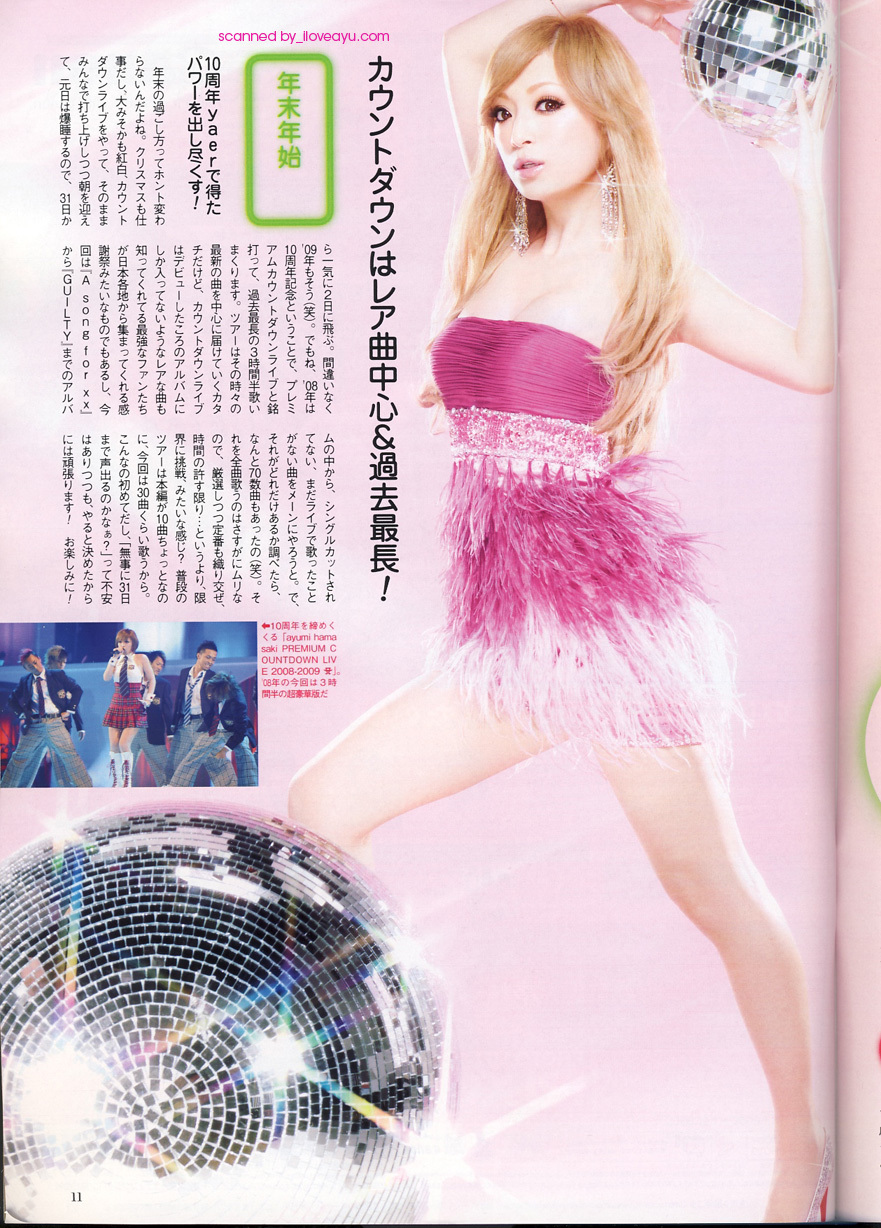 scanned by_iloveayu.com
カウントダウンはレア曲中心&過去最長!
年末年始
10周年yaerで得た
パワーを出し尽くす!
年末の過ごし方ってホント変わ
らないんだよね。クリスマスも仕
事だし、大みそかも紅白、カウント
ダウンライブをやって、そのまま
みんなで打ち上げしつつ朝を迎え
て、元日は爆睡するので、31日か
ら一気に2日に飛ぶ。間違いなく
'09年もそう(笑)。でもね、'08年は
10周年記念ということで、プレミ
アムカウントダウンライブと銘
打って、過去最長の3時間半歌い
まくります。ツアーはその時々の
最新の曲を中心に届けていくカタ
チだけど、カウントダウンライブ
はデビューしたころのアルバムに
しか入ってないようなレアな曲も
知ってくれてる最強なファンたち
が日本各地から集まってくれる感
謝祭みたいなものでもあるし、今
回は『A song for xx』
から『GUILTY』までのアルバ
ムの中から、シングルカットされ
てない、まだライブで歌ったこと
がない曲をメーンにやろうと。で、
それがどれだけあるか調べたら、
なんと70数曲もあったの(笑)。そ
れを全曲歌うのはさすがにムリな
ので、厳選しつつ定番も織り交ぜ、
時間の許す限り…というより、限
界に挑戦、みたいな感じ?普段の
ツアーは本編が10曲ちょっとなの
に、今回は30曲くらい歌うから。
こんなの初めてだし、「無事に31日
まで声出るのかなぁ?」って不安
はありつつも、やると決めたから
には頑張ります! お楽しみに!
⬅10周年を締めく
くる「ayumi hama
saki PREMIUM C
OUNTDOWN LIV
E 2008-2009 」。
'08年の今回は3時
間半の超豪華版だ
11